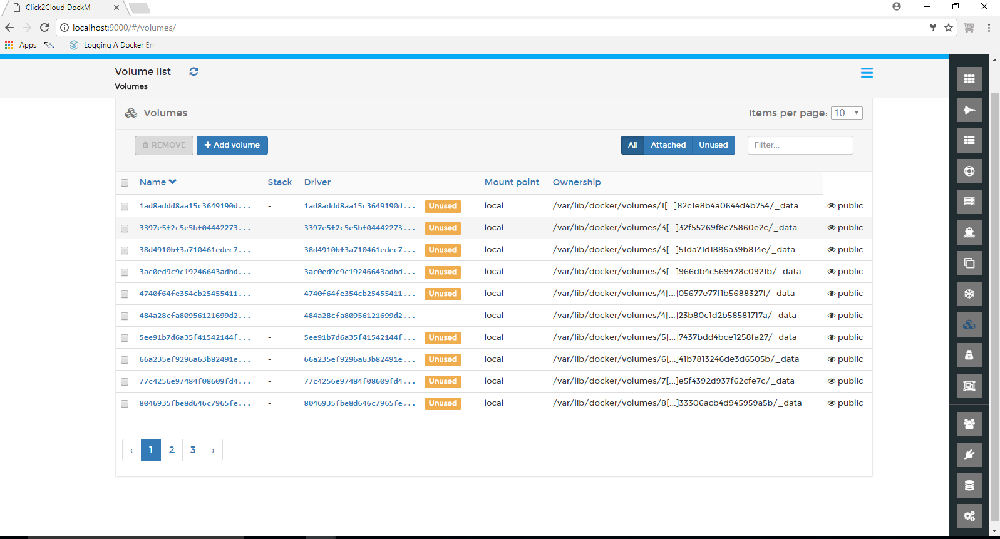 Click2Cloud DockM
localhost:9000/#/volumes/
Apps Logging A Docker En
Volume list
Volumes
Volumes Items per page: 10
REMOVE + Add volume All Attached Unused Filter...
Name Stack Driver Mount point Ownership
1ad8addd8aa15c3649190d... - 1ad8addd8aa15c3649190d... Unused local /var/lib/docker/volumes/1[...]82c1e8b4a0644d4b754/_data public
3397e5f2c5e5bf04442273... - 3397e5f2c5e5bf04442273... Unused local /var/lib/docker/volumes/3[...]32f55269f8c75860e2c/_data public
38d4910bf3a710461edec7... - 38d4910bf3a710461edec7... Unused local /var/lib/docker/volumes/3[...]51da71d1886a39b814e/_data public
3ac0ed9c9c19246643adbd... - 3ac0ed9c9c19246643adbd... Unused local /var/lib/docker/volumes/3[...]966db4c569428c0921b/_data public
4740f64fe354cb25455411... - 4740f64fe354cb25455411... Unused local /var/lib/docker/volumes/4[...]05677e77f1b5688327f/_data public
484a28cfa80956121699d2... - 484a28cfa80956121699d2... local /var/lib/docker/volumes/4[...]23b80c1d2b58581717a/_data public
5ee91b7d6a35f41542144f... - 5ee91b7d6a35f41542144f... Unused local /var/lib/docker/volumes/5[...]7437bdd4bce1258fa27/_data public
66a235ef9296a63b82491e... - 66a235ef9296a63b82491e... Unused local /var/lib/docker/volumes/6[...]41b7813246de3d6505b/_data public
77c4256e97484f08609fd4... - 77c4256e97484f08609fd4... Unused local /var/lib/docker/volumes/7[...]e5f4392d937f62cfe7c/_data public
8046935fbe8d646c7965fe... - 8046935fbe8d646c7965fe... Unused local /var/lib/docker/volumes/8[...]33306acb4d945959a5b/_data public
‹ 1 2 3 ›